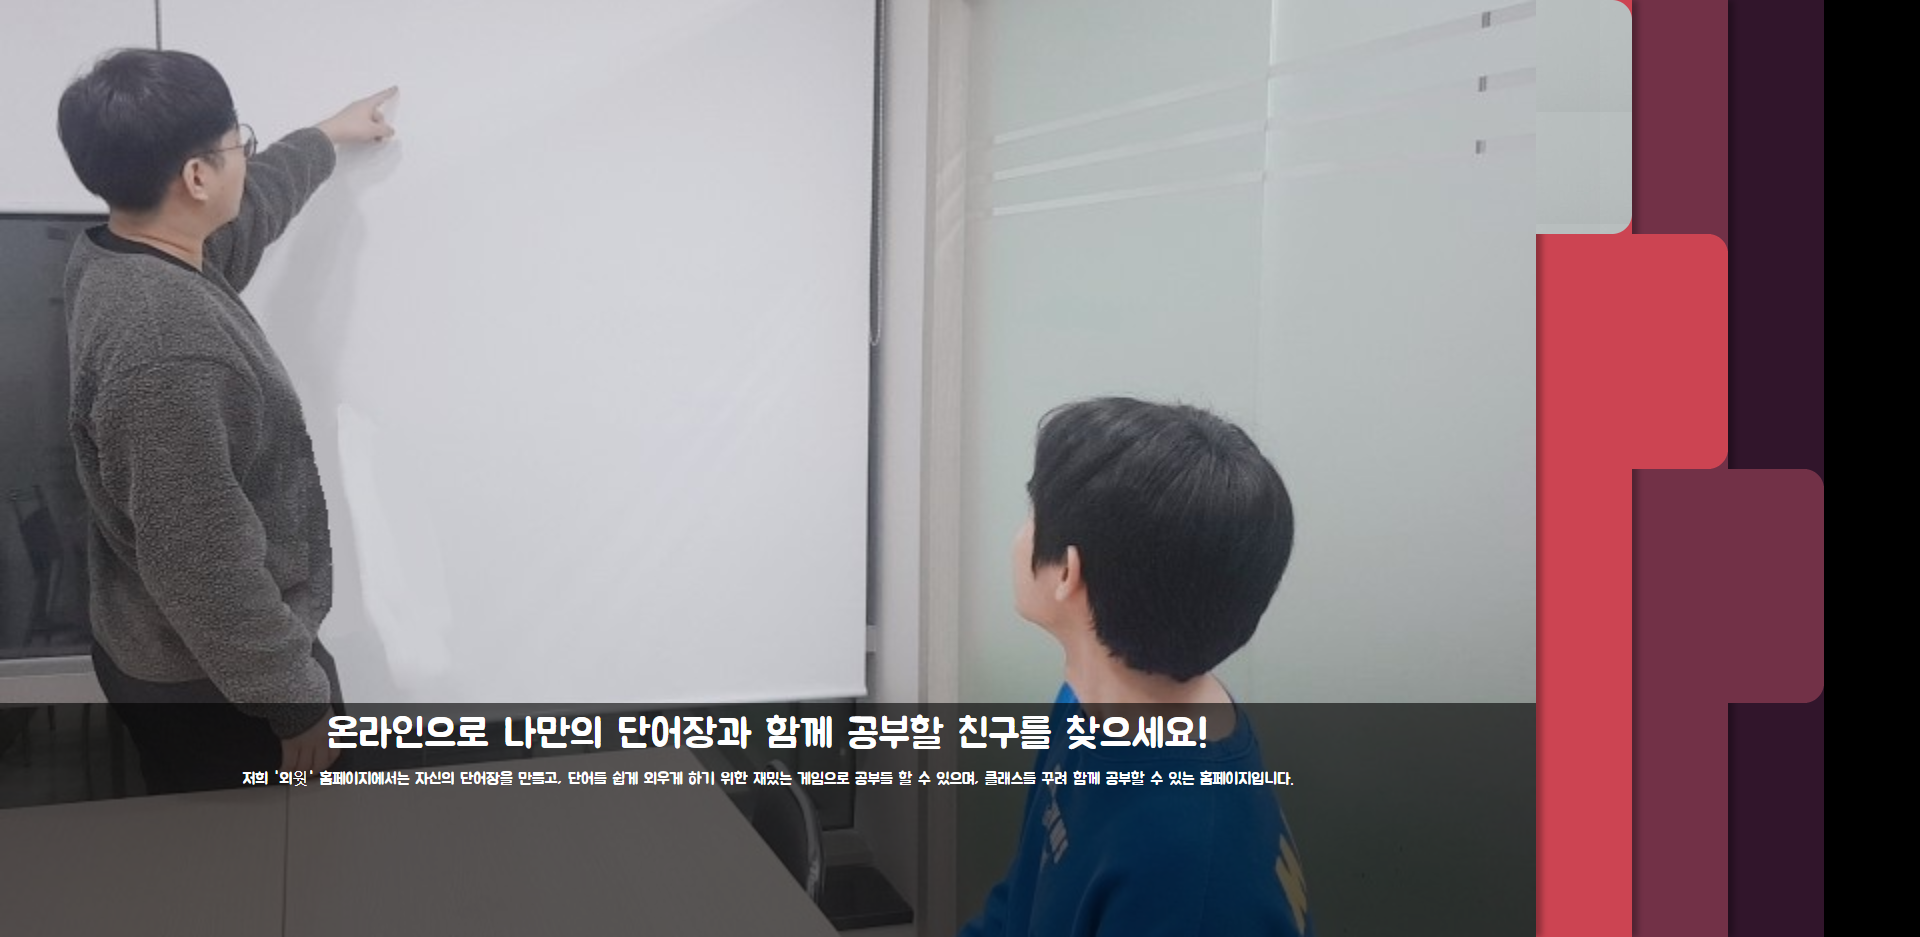 온라인으로 나만의 단어장과 함께 공부할 친구를 찾으세요!
저희 '외윗' 홈페이지에서는 자신의 단어장을 만들고, 단어를 쉽게 외우게 하기 위한 재밌는 게임으로 공부를 할 수 있으며, 클래스를 꾸려 함께 공부할 수 있는 홈페이지입니다.